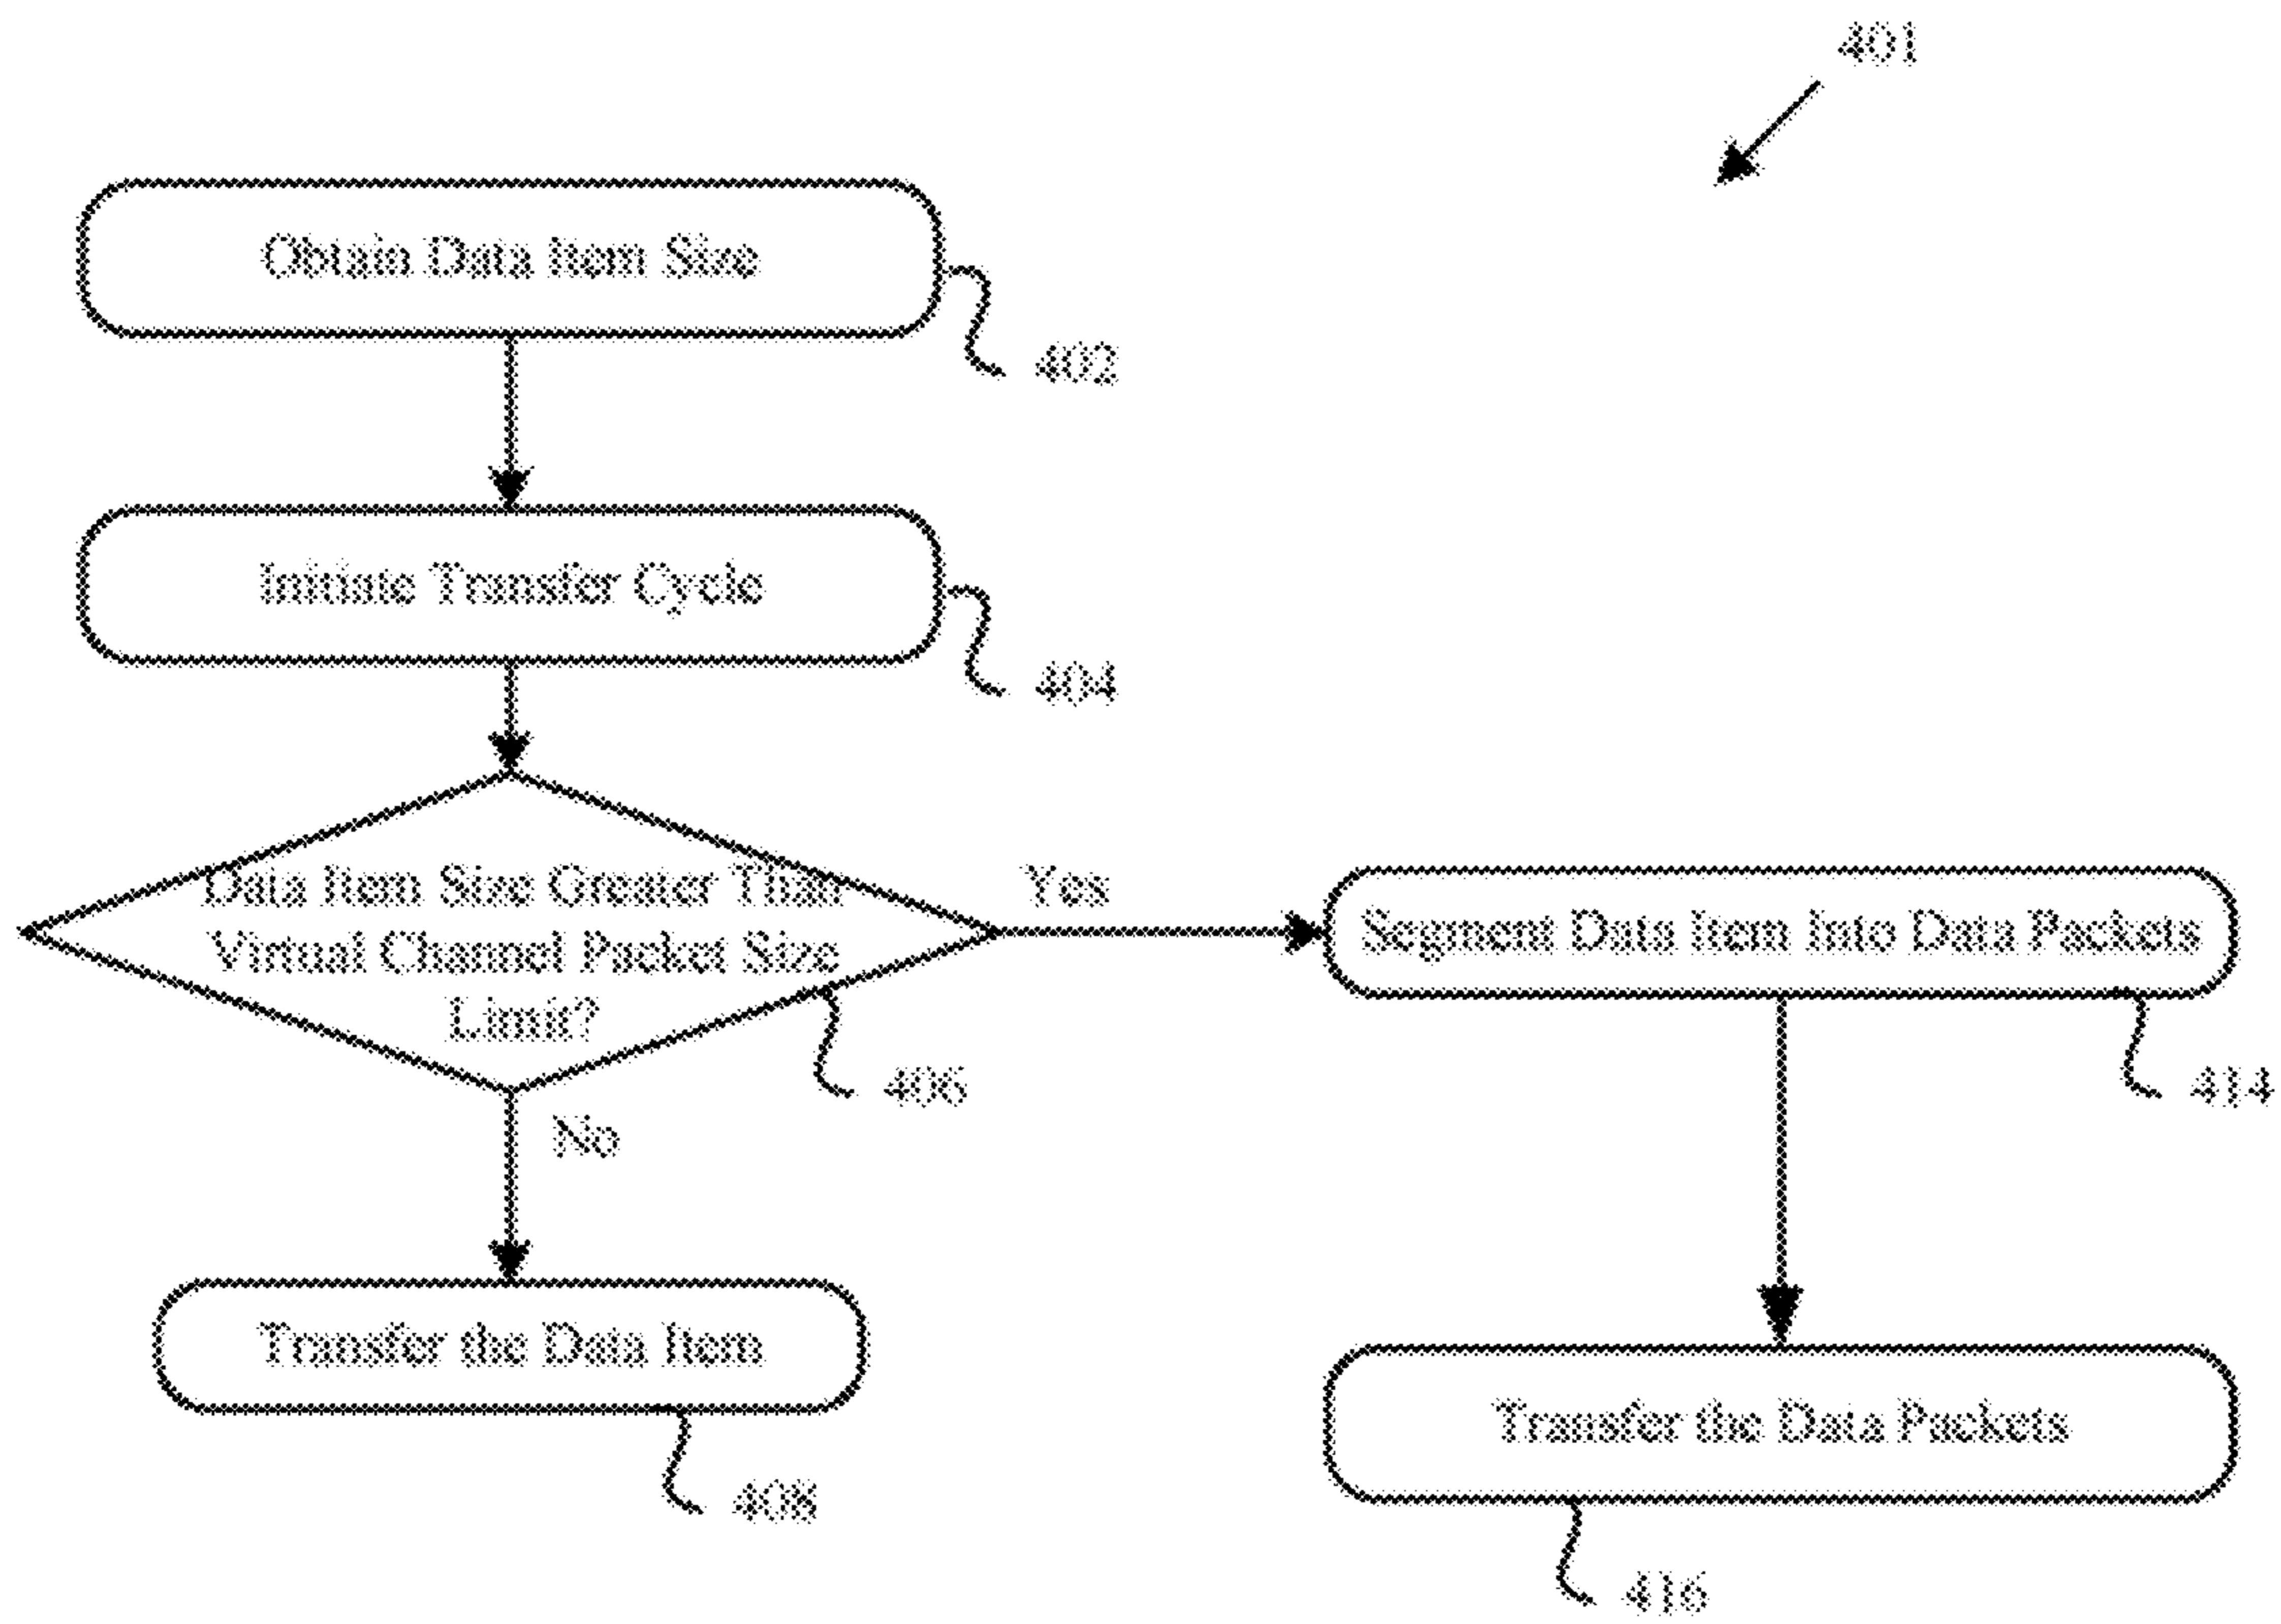 401
Obtain Data Item Size
402
Initiate Transfer Cycle
404
Data Item Size Greater Than
Virtual Channel Packet Size
Limit?
406
Yes
Segment Data Item Into Data Packets
414
No
Transfer the Data Item
408
Transfer the Data Packets
416